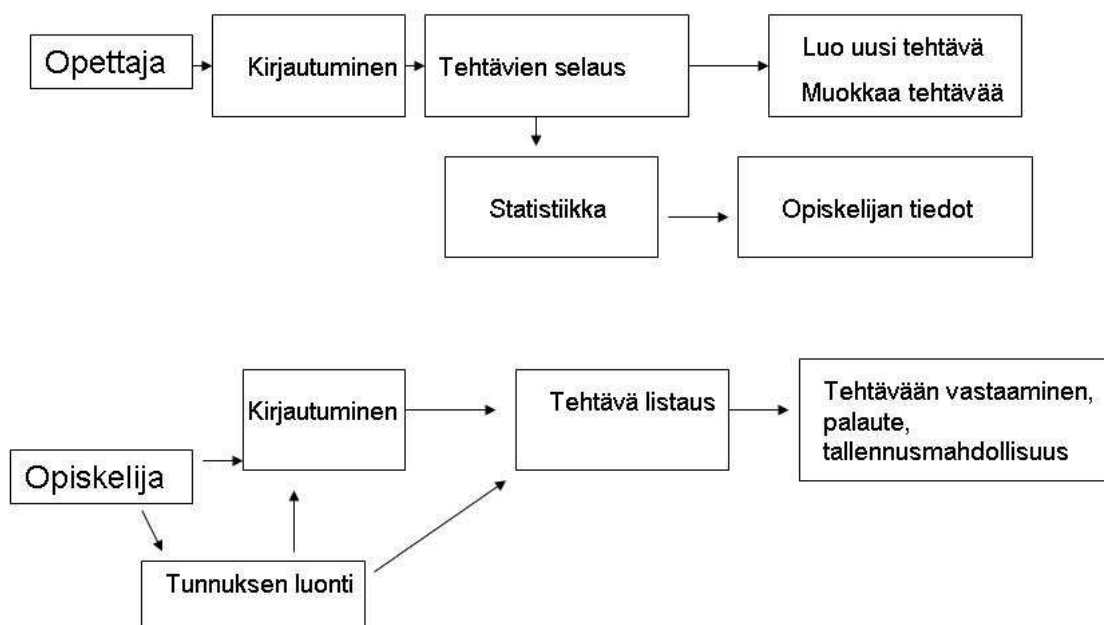 Opettaja
Kirjautuminen
Tehtävien selaus
Luo uusi tehtävä
Muokkaa tehtävää
Statistiikka
Opiskelijan tiedot
Opiskelija
Kirjautuminen
Tehtävä listaus
Tehtävään vastaaminen,
palaute,
tallennusmahdollisuus
Tunnuksen luonti